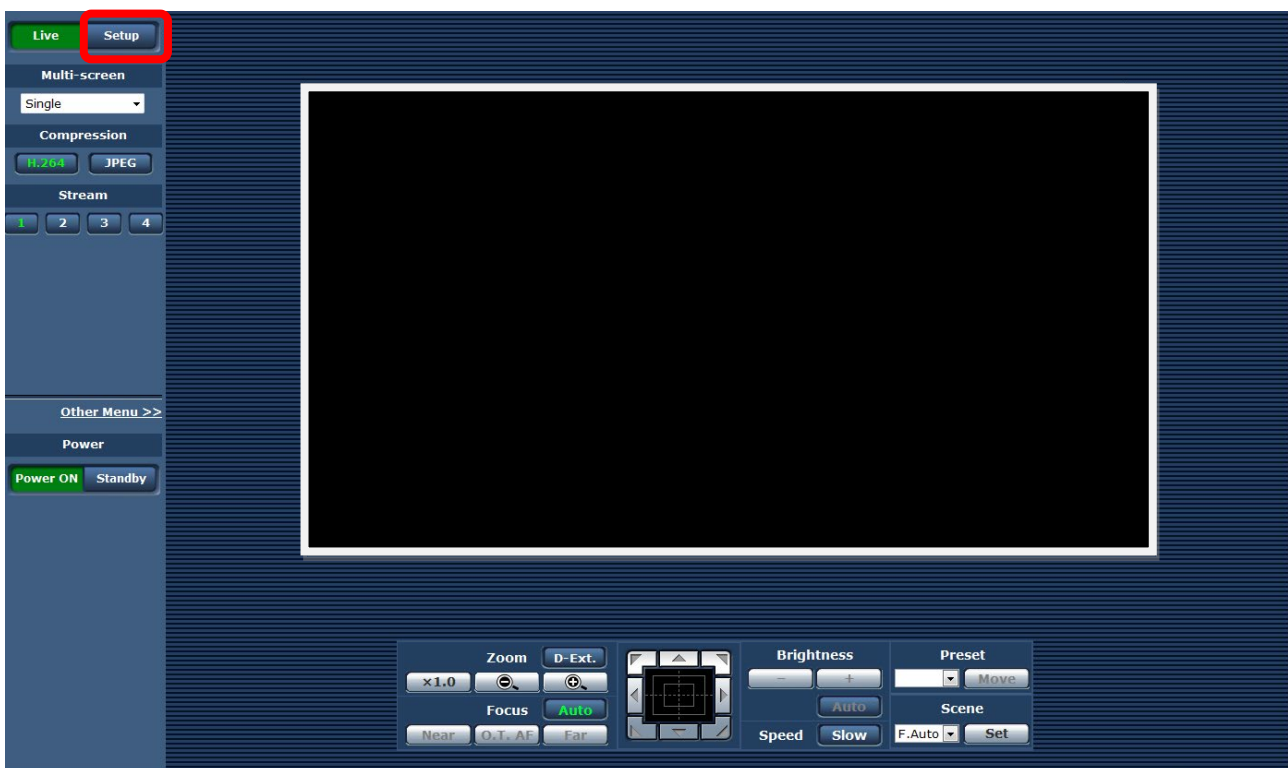 Live Setup
Multi-screen
Single
Compression
H.264 JPEG
Stream
1 2 3 4
Other Menu >>
Power
Power ON Standby
Zoom D-Ext.
×1.0
Focus Auto
Near O.T. AF Far
Brightness
- +
Auto
Speed Slow
Preset
Move
Scene
F.Auto Set